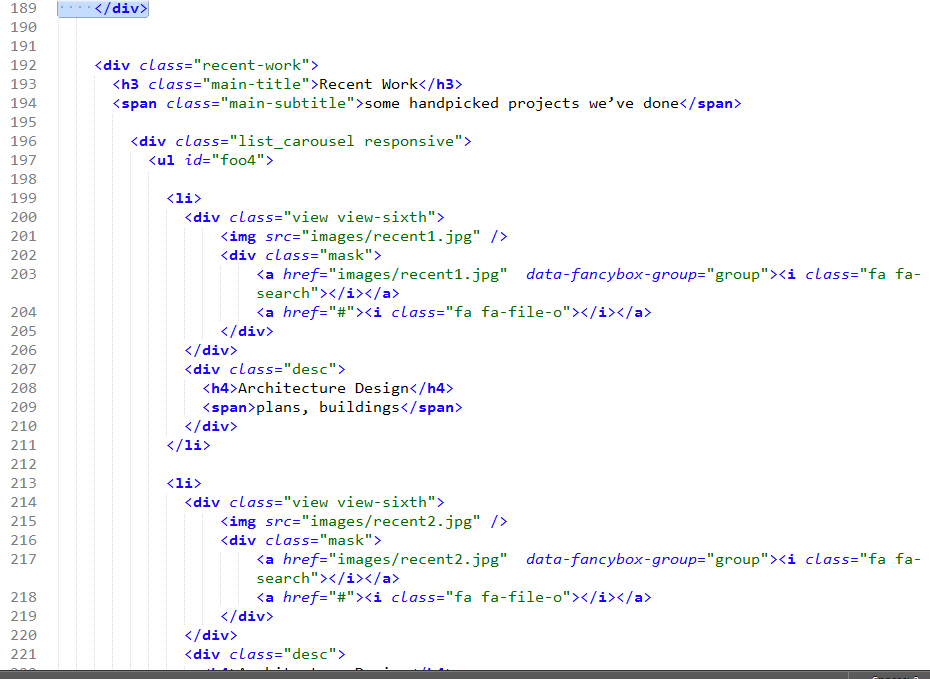 189 </div>
190
191
192 <div class="recent-work">
193 <h3 class="main-title">Recent Work</h3>
194 <span class="main-subtitle">some handpicked projects we’ve done</span>
195
196 <div class="list_carousel responsive">
197 <ul id="foo4">
198
199 <li>
200 <div class="view view-sixth">
201 <img src="images/recent1.jpg" />
202 <div class="mask">
203 <a href="images/recent1.jpg"  data-fancybox-group="group"><i class="fa fa-
search"></i></a>
204 <a href="#"><i class="fa fa-file-o"></i></a>
205 </div>
206 </div>
207 <div class="desc">
208 <h4>Architecture Design</h4>
209 <span>plans, buildings</span>
210 </div>
211 </li>
212
213 <li>
214 <div class="view view-sixth">
215 <img src="images/recent2.jpg" />
216 <div class="mask">
217 <a href="images/recent2.jpg"  data-fancybox-group="group"><i class="fa fa-
search"></i></a>
218 <a href="#"><i class="fa fa-file-o"></i></a>
219 </div>
220 </div>
221 <div class="desc">